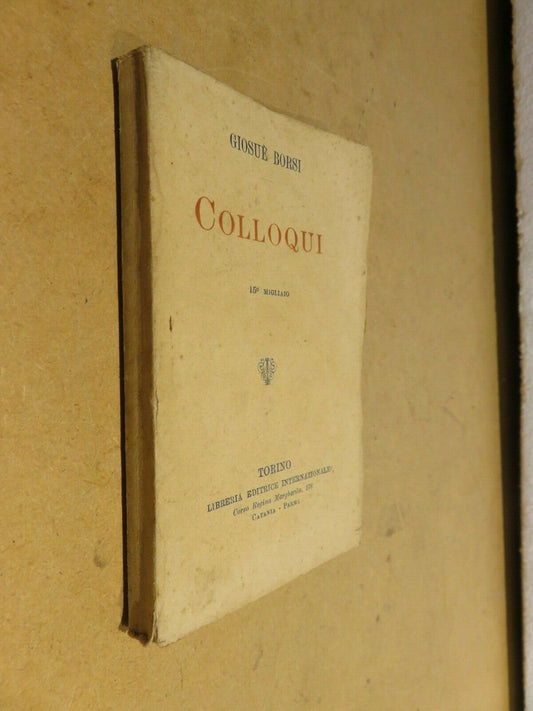 GIOSUÈ BORSI
COLLOQUI
15º MIGLIAIO
TORINO
LIBRERIA EDITRICE INTERNAZIONALE
Corso Regina Margherita, 176
CATANIA - PARMA